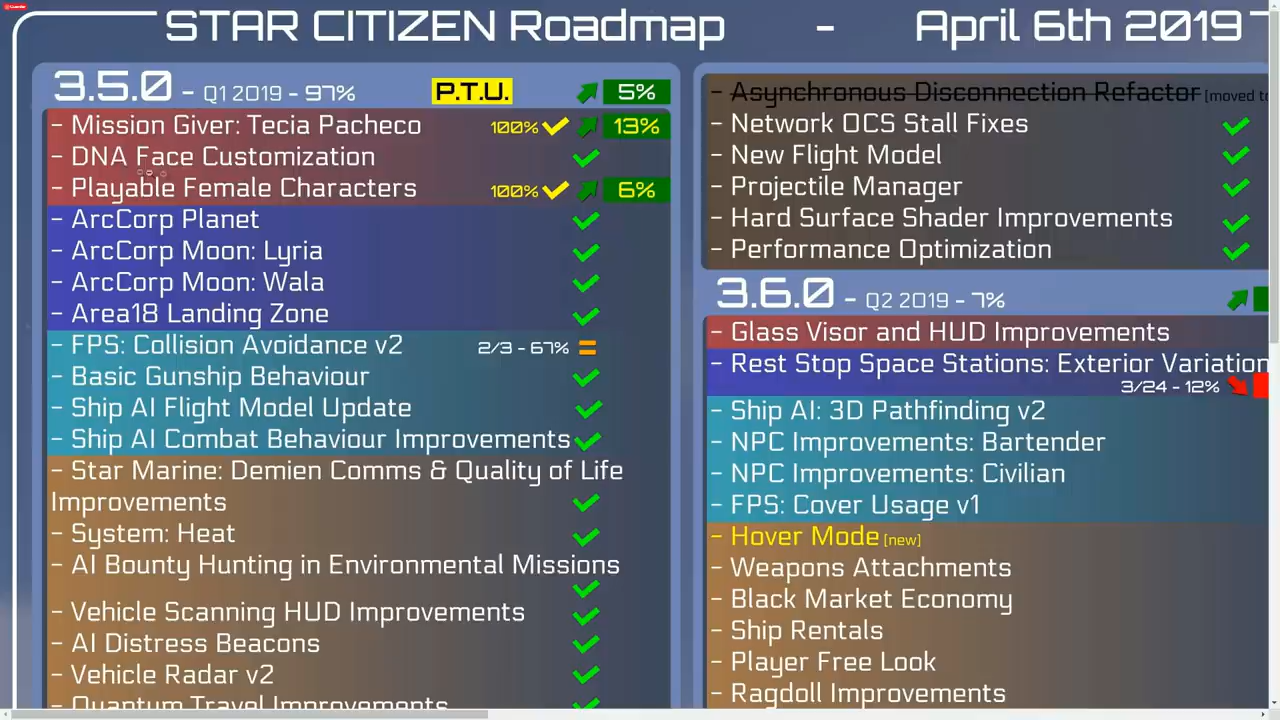 STAR CITIZEN Roadmap - April 6th 2019
3.5.0 - Q1 2019 - 97% P.T.U. 5%
- Mission Giver: Tecia Pacheco 100% 13%
- DNA Face Customization
- Playable Female Characters 100% 6%
- ArcCorp Planet
- ArcCorp Moon: Lyria
- ArcCorp Moon: Wala
- Area18 Landing Zone
- FPS: Collision Avoidance v2 2/3 - 67%
- Basic Gunship Behaviour
- Ship AI Flight Model Update
- Ship AI Combat Behaviour Improvements
- Star Marine: Demien Comms & Quality of Life
Improvements
- System: Heat
- AI Bounty Hunting in Environmental Missions
- Vehicle Scanning HUD Improvements
- AI Distress Beacons
- Vehicle Radar v2
- Quantum Travel Improvements
- Asynchronous Disconnection Refactor [moved to
- Network OCS Stall Fixes
- New Flight Model
- Projectile Manager
- Hard Surface Shader Improvements
- Performance Optimization
3.6.0 - Q2 2019 - 7%
- Glass Visor and HUD Improvements
- Rest Stop Space Stations: Exterior Variation
3/24 - 12%
- Ship AI: 3D Pathfinding v2
- NPC Improvements: Bartender
- NPC Improvements: Civilian
- FPS: Cover Usage v1
- Hover Mode [new]
- Weapons Attachments
- Black Market Economy
- Ship Rentals
- Player Free Look
- Ragdoll Improvements